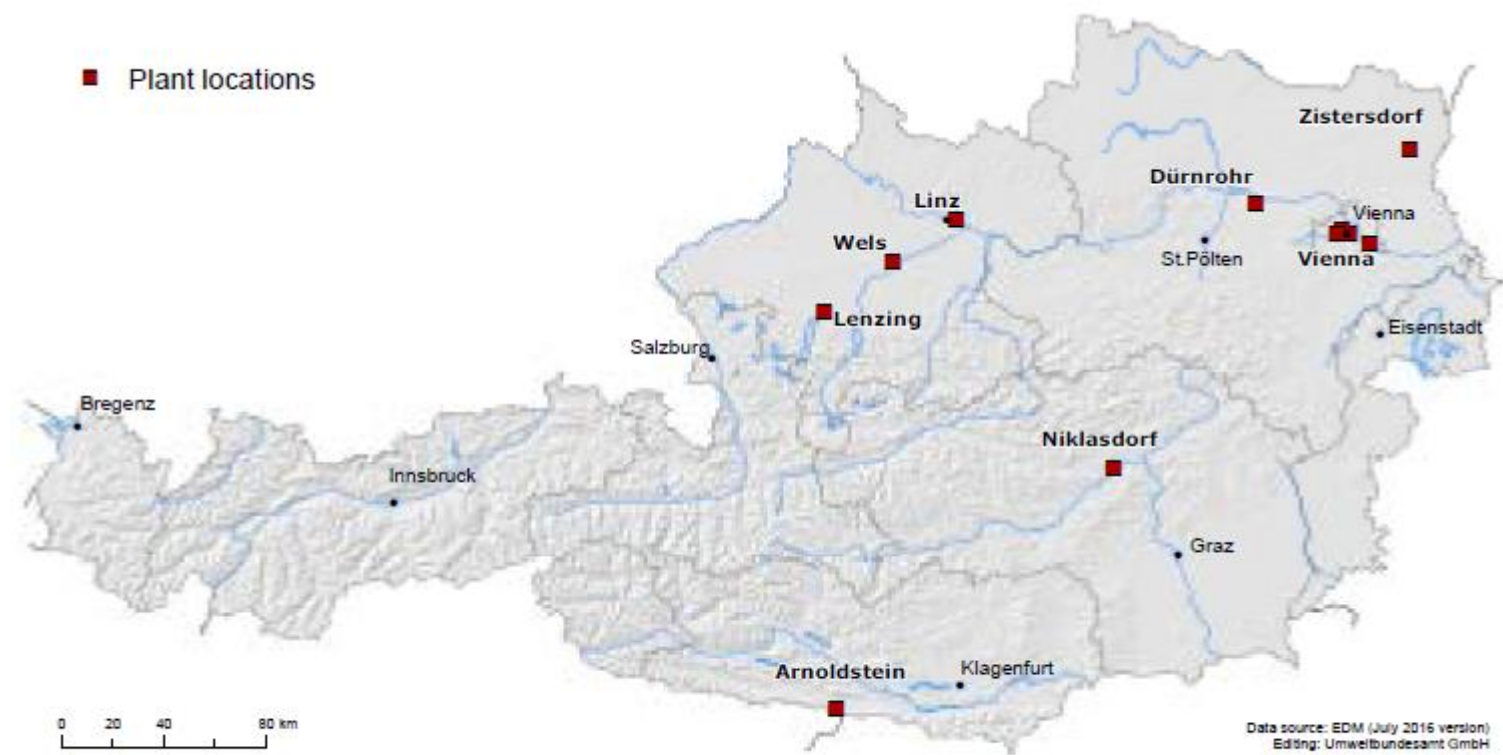 Plant locations
Zistersdorf
Dürnrohr
Linz
Vienna
Wels
St.Pölten
Vienna
Lenzing
Eisenstadt
Salzburg
Bregenz
Niklasdorf
Innsbruck
Graz
Arnoldstein
Klagenfurt
0 20 40 80 km
Data source: EDM (July 2016 version)
Editing: Umweltbundesamt GmbH